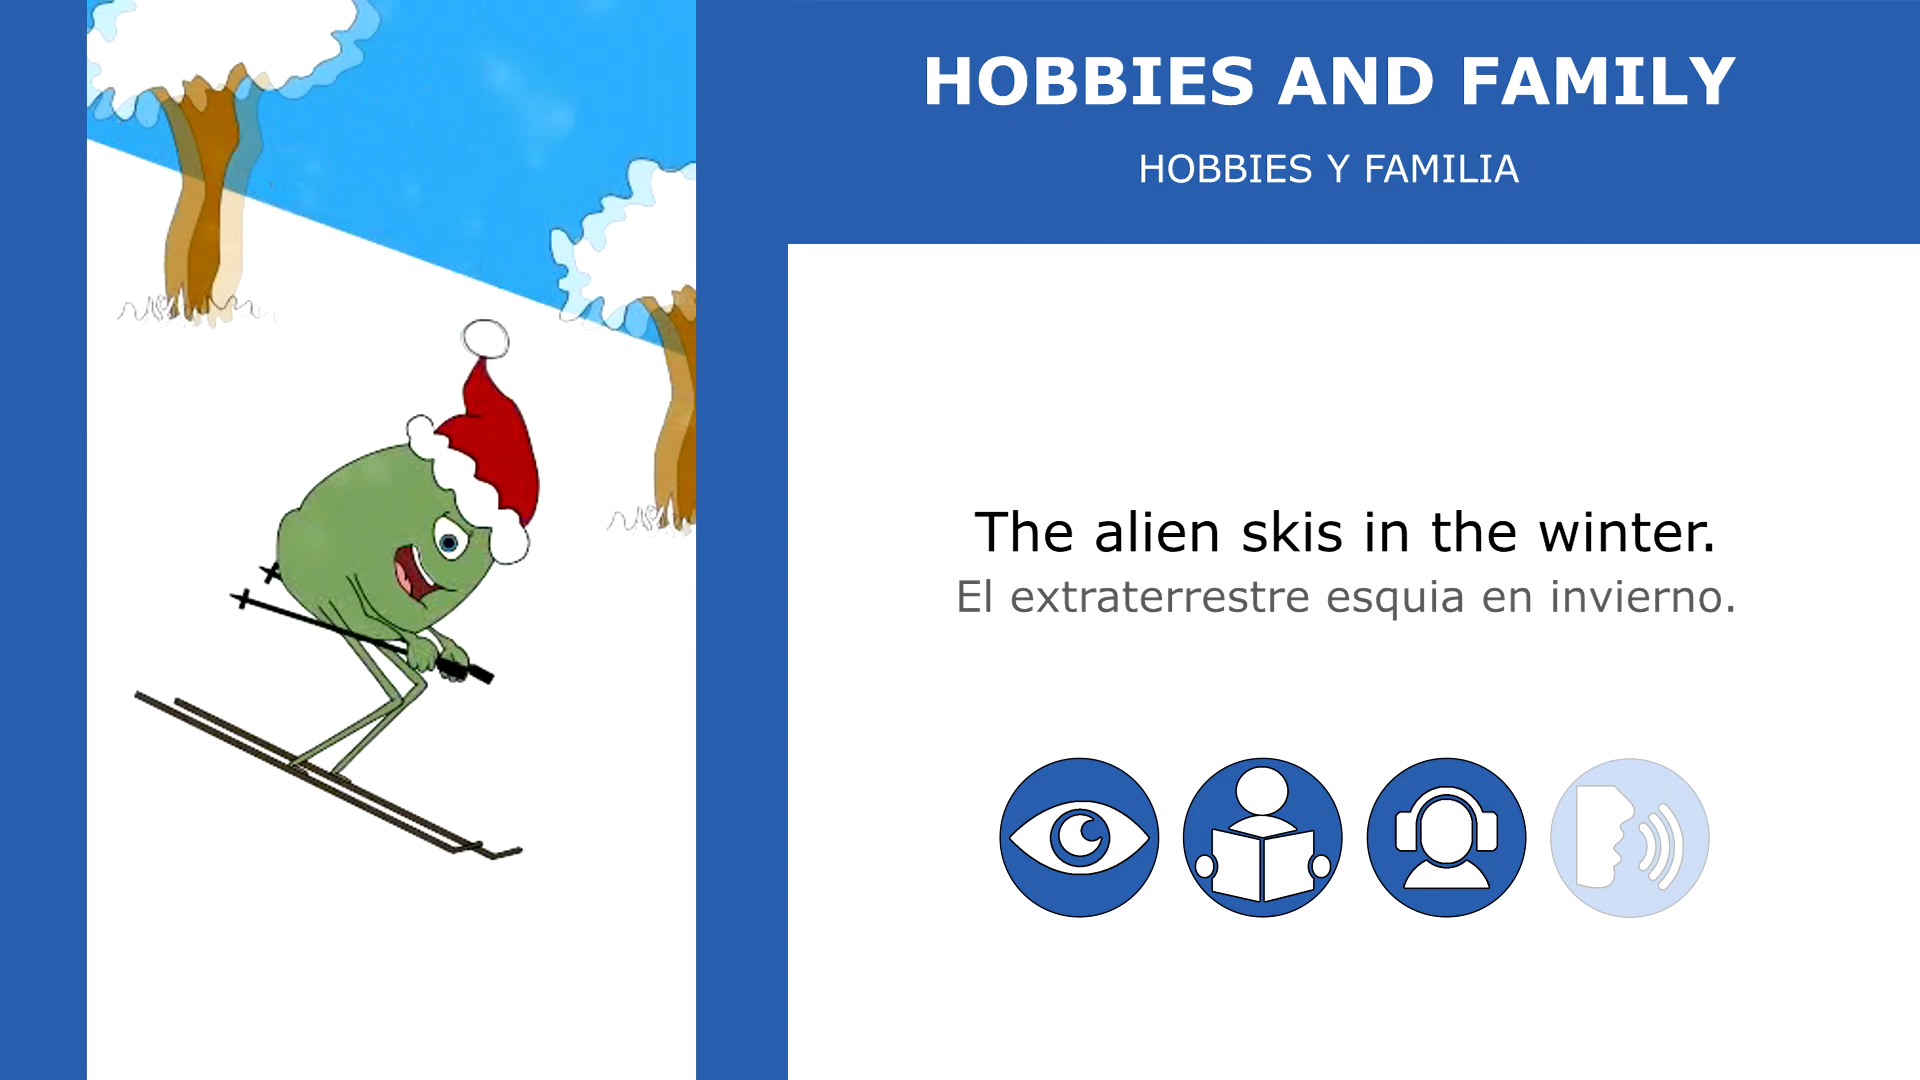 HOBBIES AND FAMILY
HOBBIES Y FAMILIA
The alien skis in the winter.
El extraterrestre esquia en invierno.